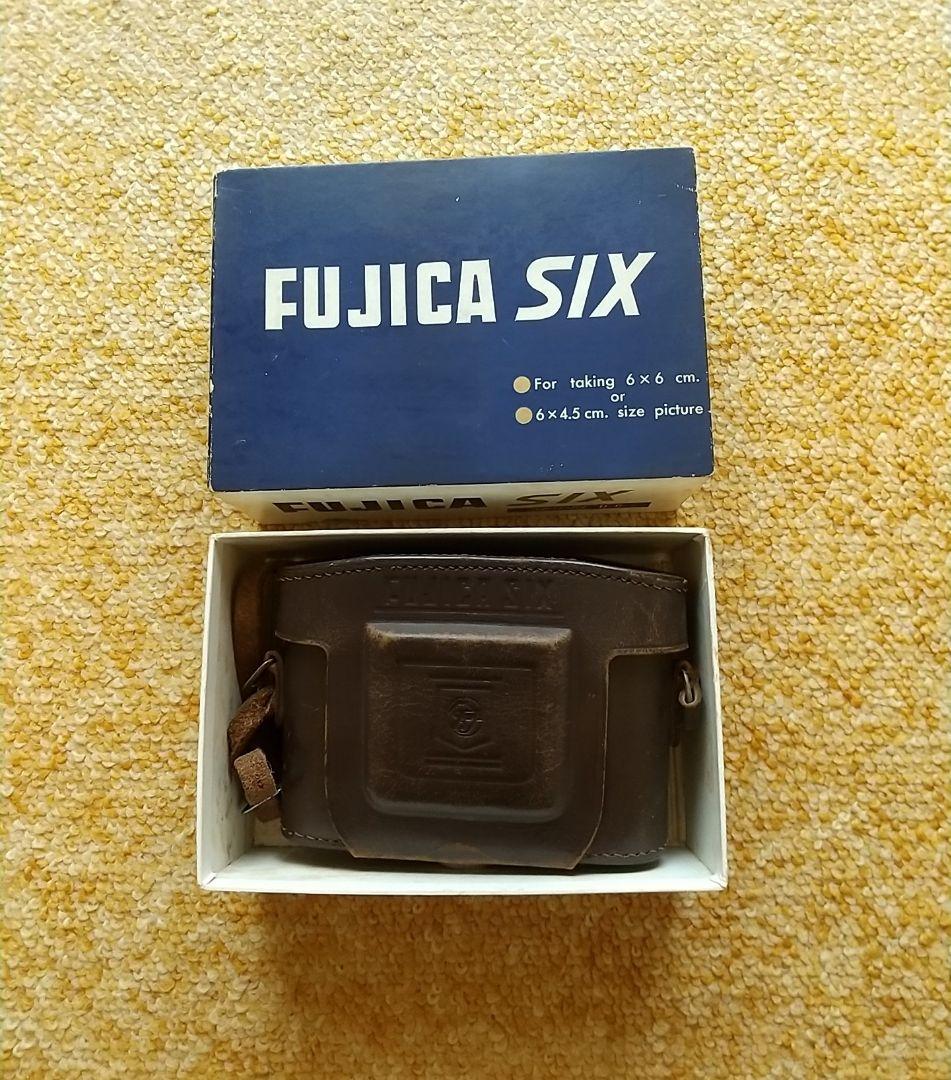 FUJICA SIX
For taking 6 × 6 cm.
or
6 × 4.5 cm. size picture
FUJICA SIX
FUJICA SIX